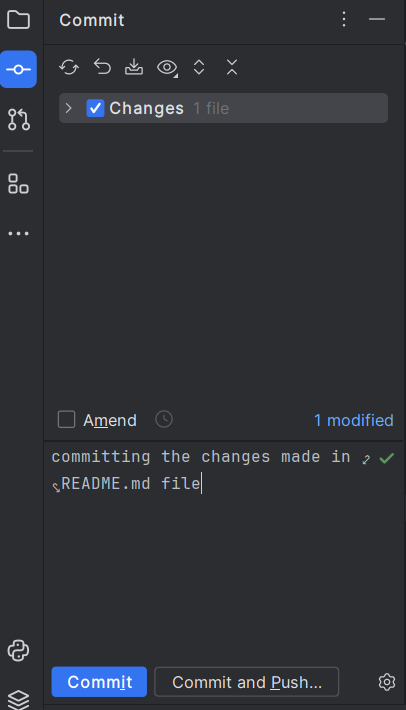 Commit
Changes 1 file
Amend
1 modified
committing the changes made in
README.md file
Commit
Commit and Push...